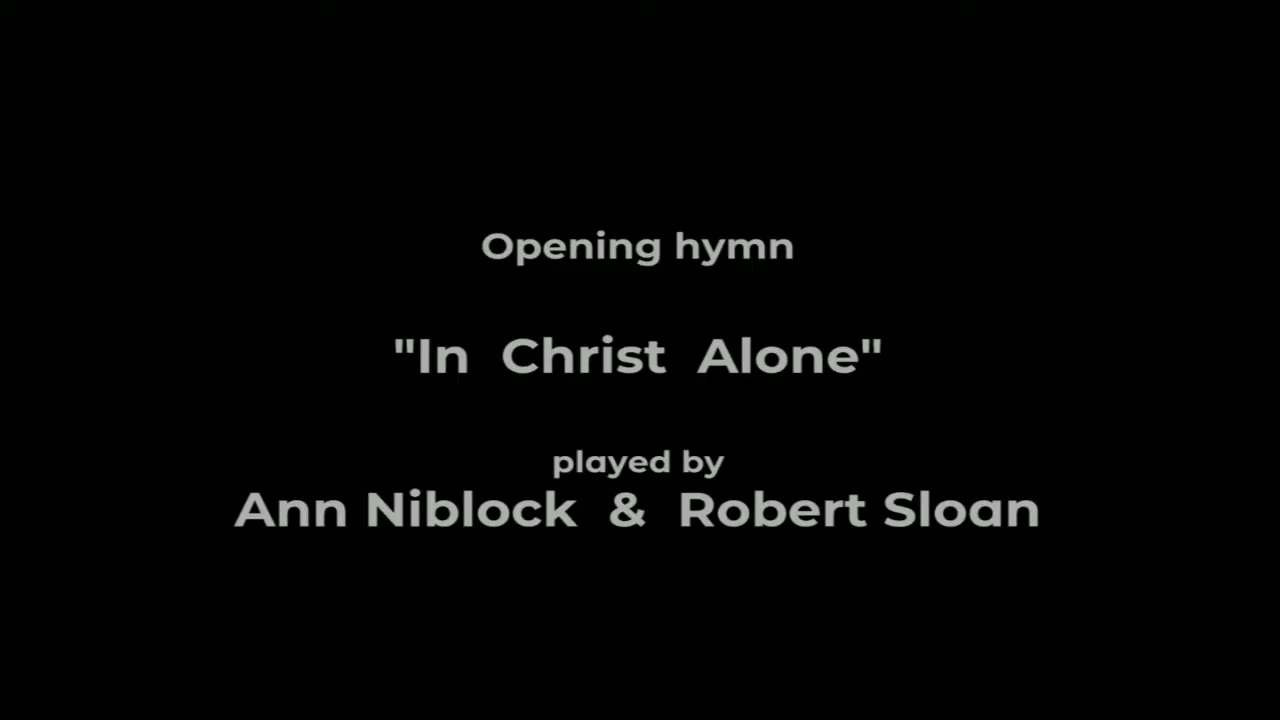 Opening hymn
"In Christ Alone"
played by
Ann Niblock & Robert Sloan